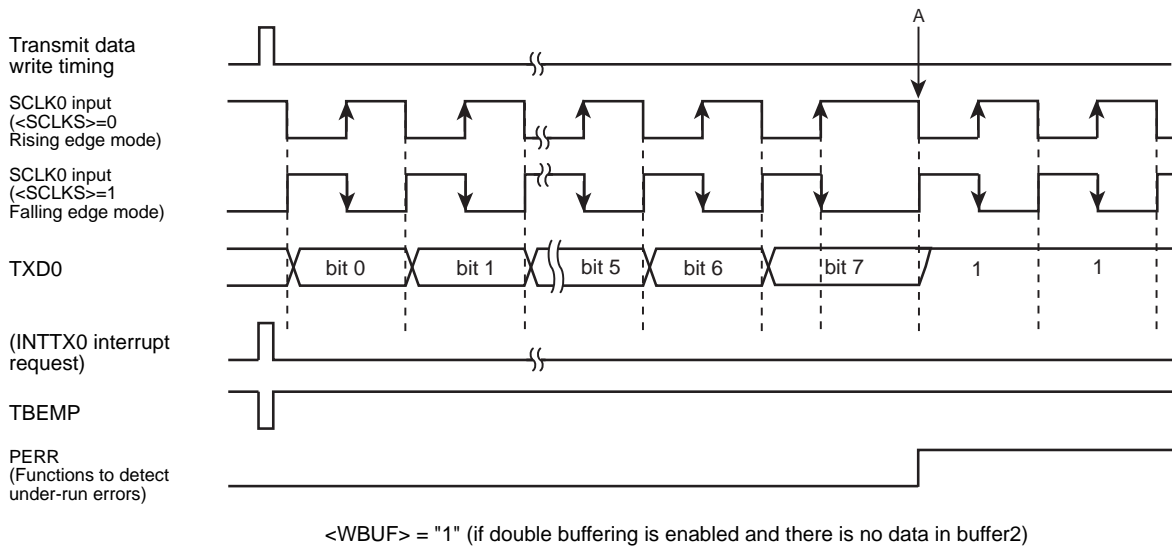 A
Transmit data
write timing
SCLK0 input
(<SCLKS>=0
Rising edge mode)
SCLK0 input
(<SCLKS>=1
Falling edge mode)
TXD0
bit 0
bit 1
bit 5
bit 6
bit 7
1
1
(INTTX0 interrupt
request)
TBEMP
PERR
(Functions to detect
under-run errors)
<WBUF> = "1" (if double buffering is enabled and there is no data in buffer2)